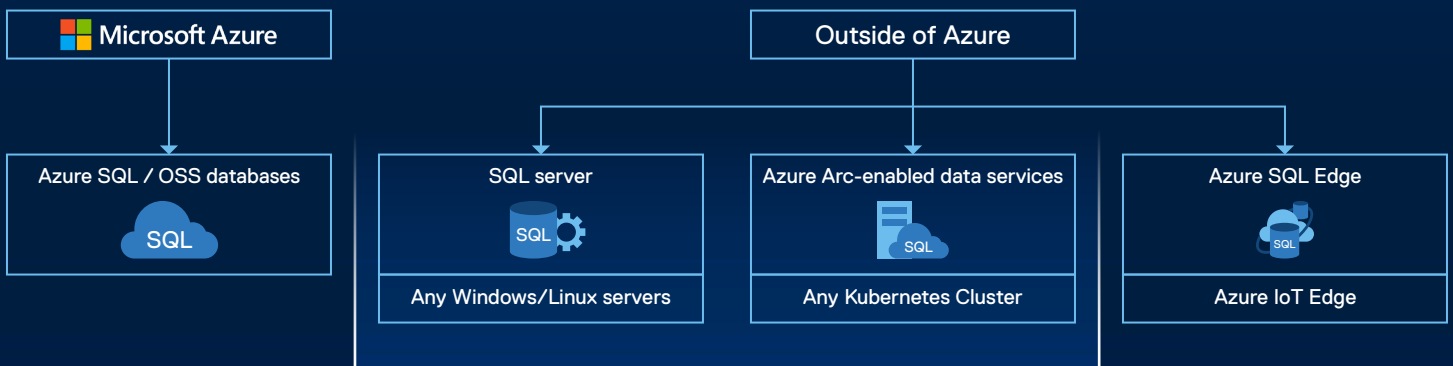 Microsoft Azure
Outside of Azure
Azure SQL / OSS databases
SQL
SQL server
SQL
Any Windows/Linux servers
Azure Arc-enabled data services
SQL
Any Kubernetes Cluster
Azure SQL Edge
SQL
Azure IoT Edge